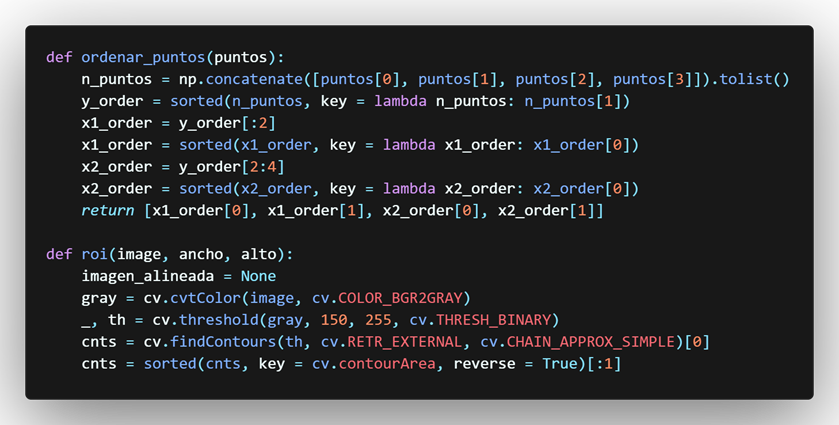 def ordenar_puntos(puntos):
    n_puntos = np.concatenate([puntos[0], puntos[1], puntos[2], puntos[3]]).tolist()
    y_order = sorted(n_puntos, key = lambda n_puntos: n_puntos[1])
    x1_order = y_order[:2]
    x1_order = sorted(x1_order, key = lambda x1_order: x1_order[0])
    x2_order = y_order[2:4]
    x2_order = sorted(x2_order, key = lambda x2_order: x2_order[0])
    return [x1_order[0], x1_order[1], x2_order[0], x2_order[1]]

def roi(image, ancho, alto):
    imagen_alineada = None
    gray = cv.cvtColor(image, cv.COLOR_BGR2GRAY)
    _, th = cv.threshold(gray, 150, 255, cv.THRESH_BINARY)
    cnts = cv.findContours(th, cv.RETR_EXTERNAL, cv.CHAIN_APPROX_SIMPLE)[0]
    cnts = sorted(cnts, key = cv.contourArea, reverse = True)[:1]